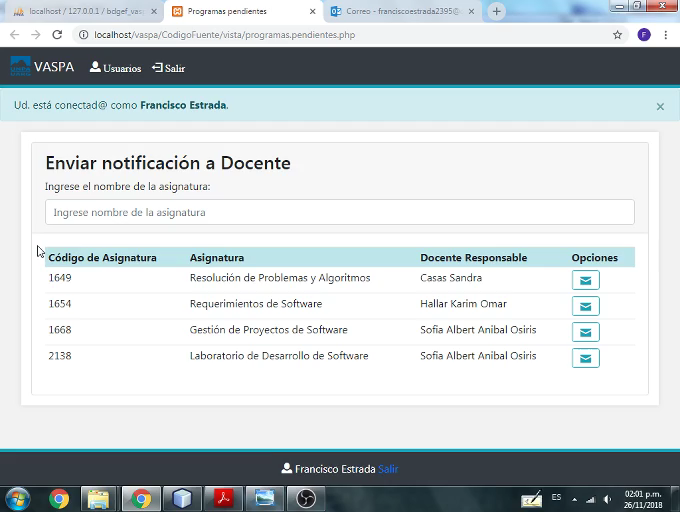 localhost / 127.0.0.1 / bdgef_vas
Programas pendientes
Correo - franciscoestrada2395@
localhost/vaspa/CodigoFuente/vista/programas.pendientes.php
F
VASPA Usuarios Salir
Ud. está conectad@ como Francisco Estrada.
Enviar notificación a Docente
Ingrese el nombre de la asignatura:
Ingrese nombre de la asignatura
Código de Asignatura Asignatura Docente Responsable Opciones
1649 Resolución de Problemas y Algoritmos Casas Sandra
1654 Requerimientos de Software Hallar Karim Omar
1668 Gestión de Proyectos de Software Sofia Albert Anibal Osiris
2138 Laboratorio de Desarrollo de Software Sofia Albert Anibal Osiris
Francisco Estrada Salir
ES
02:01 p.m.
26/11/2018